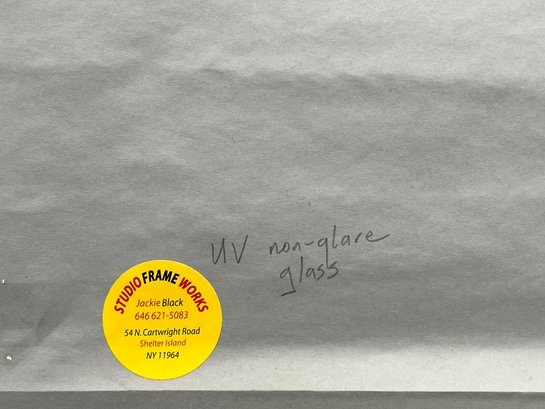 UV non-glare
glass
STUDIO FRAME WORKS
Jackie Black
646 621-5083
54 N. Cartwright Road
Shelter Island
NY 11964